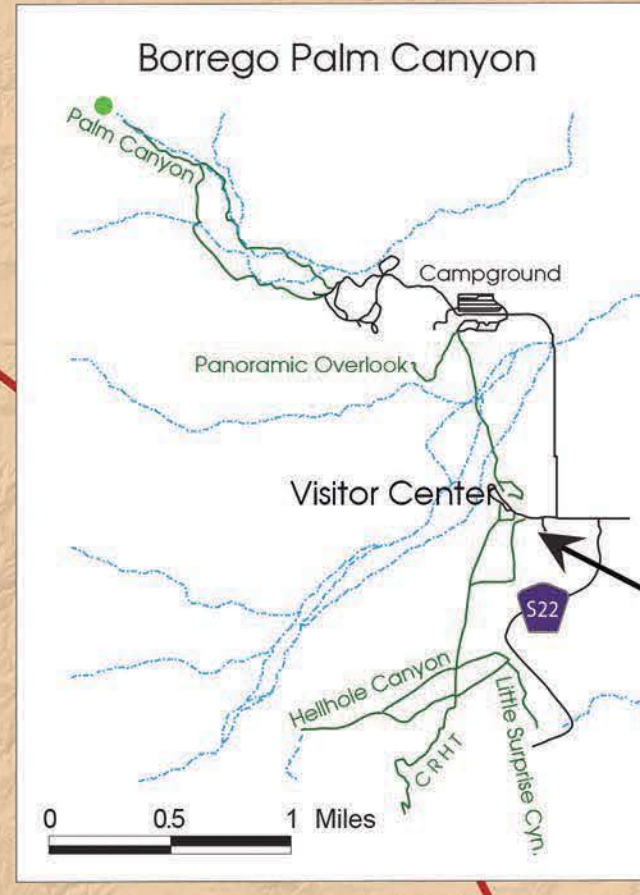 Borrego Palm Canyon
Palm Canyon
Campground
Panoramic Overlook
Visitor Center
S22
Hellhole Canyon
Little Surprise Cyn.
CRHT
0 0.5 1 Miles